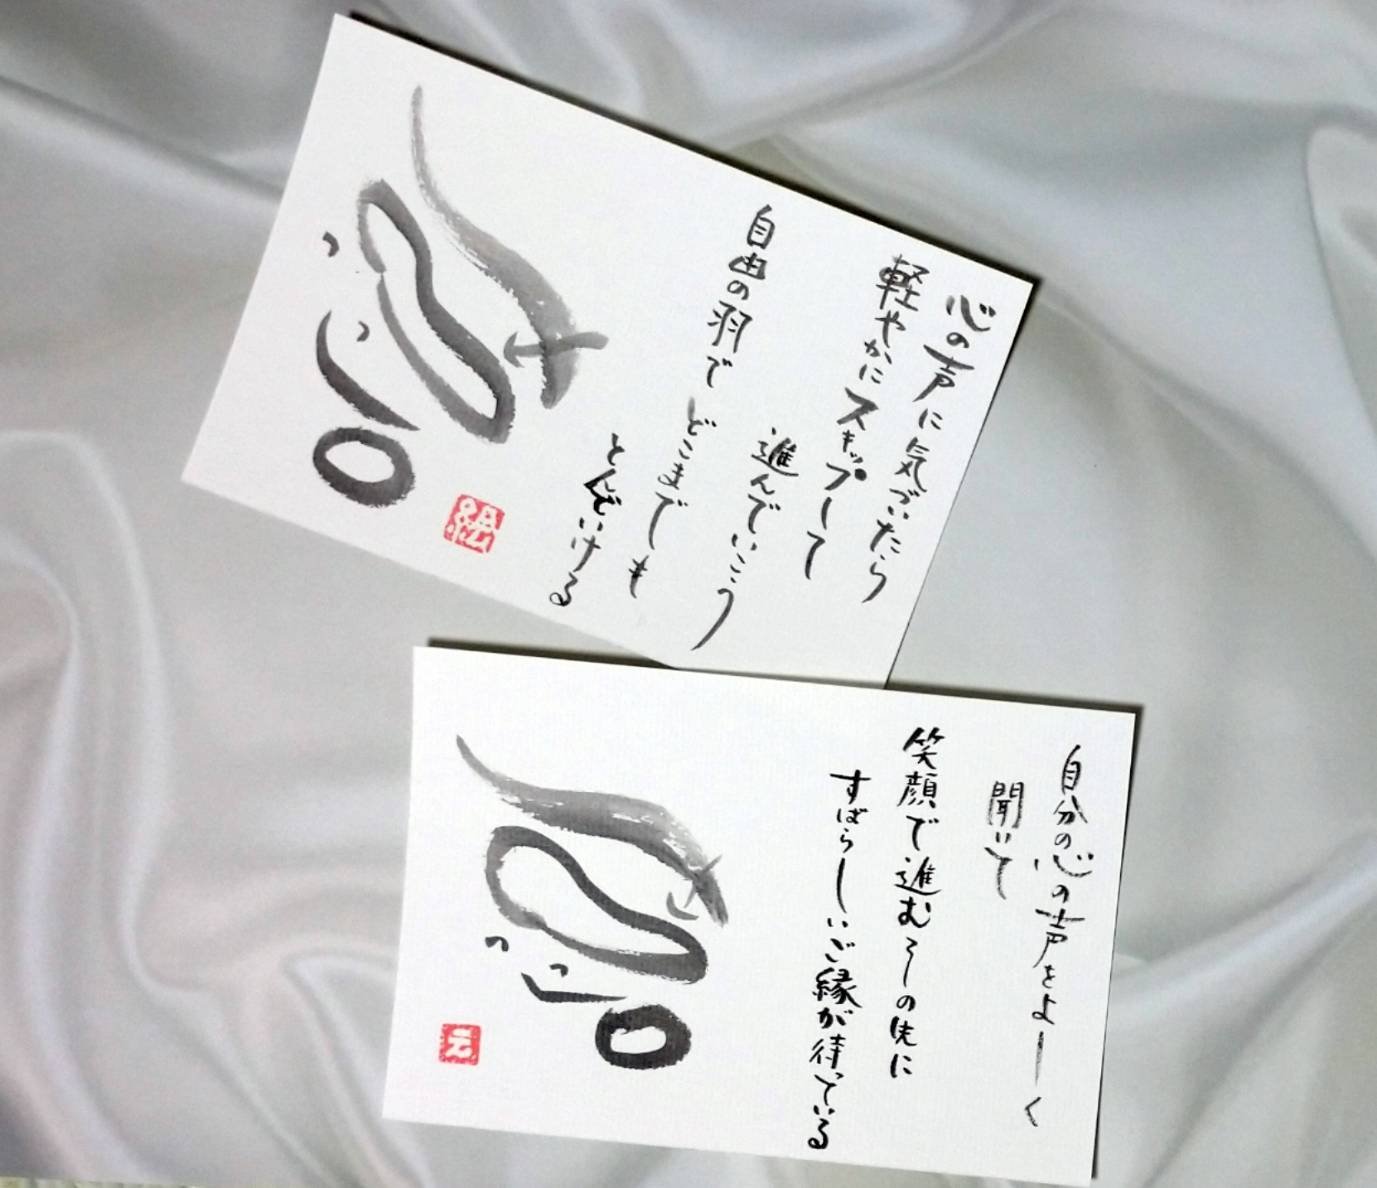 心の声に気づいたら
軽やかにスキップして
進んでいこう
自由の羽で どこまでも
とんでいける
自分の心の声をよーく
聞いて
笑顔で進む の先に
すばらしいご縁が待っている
元